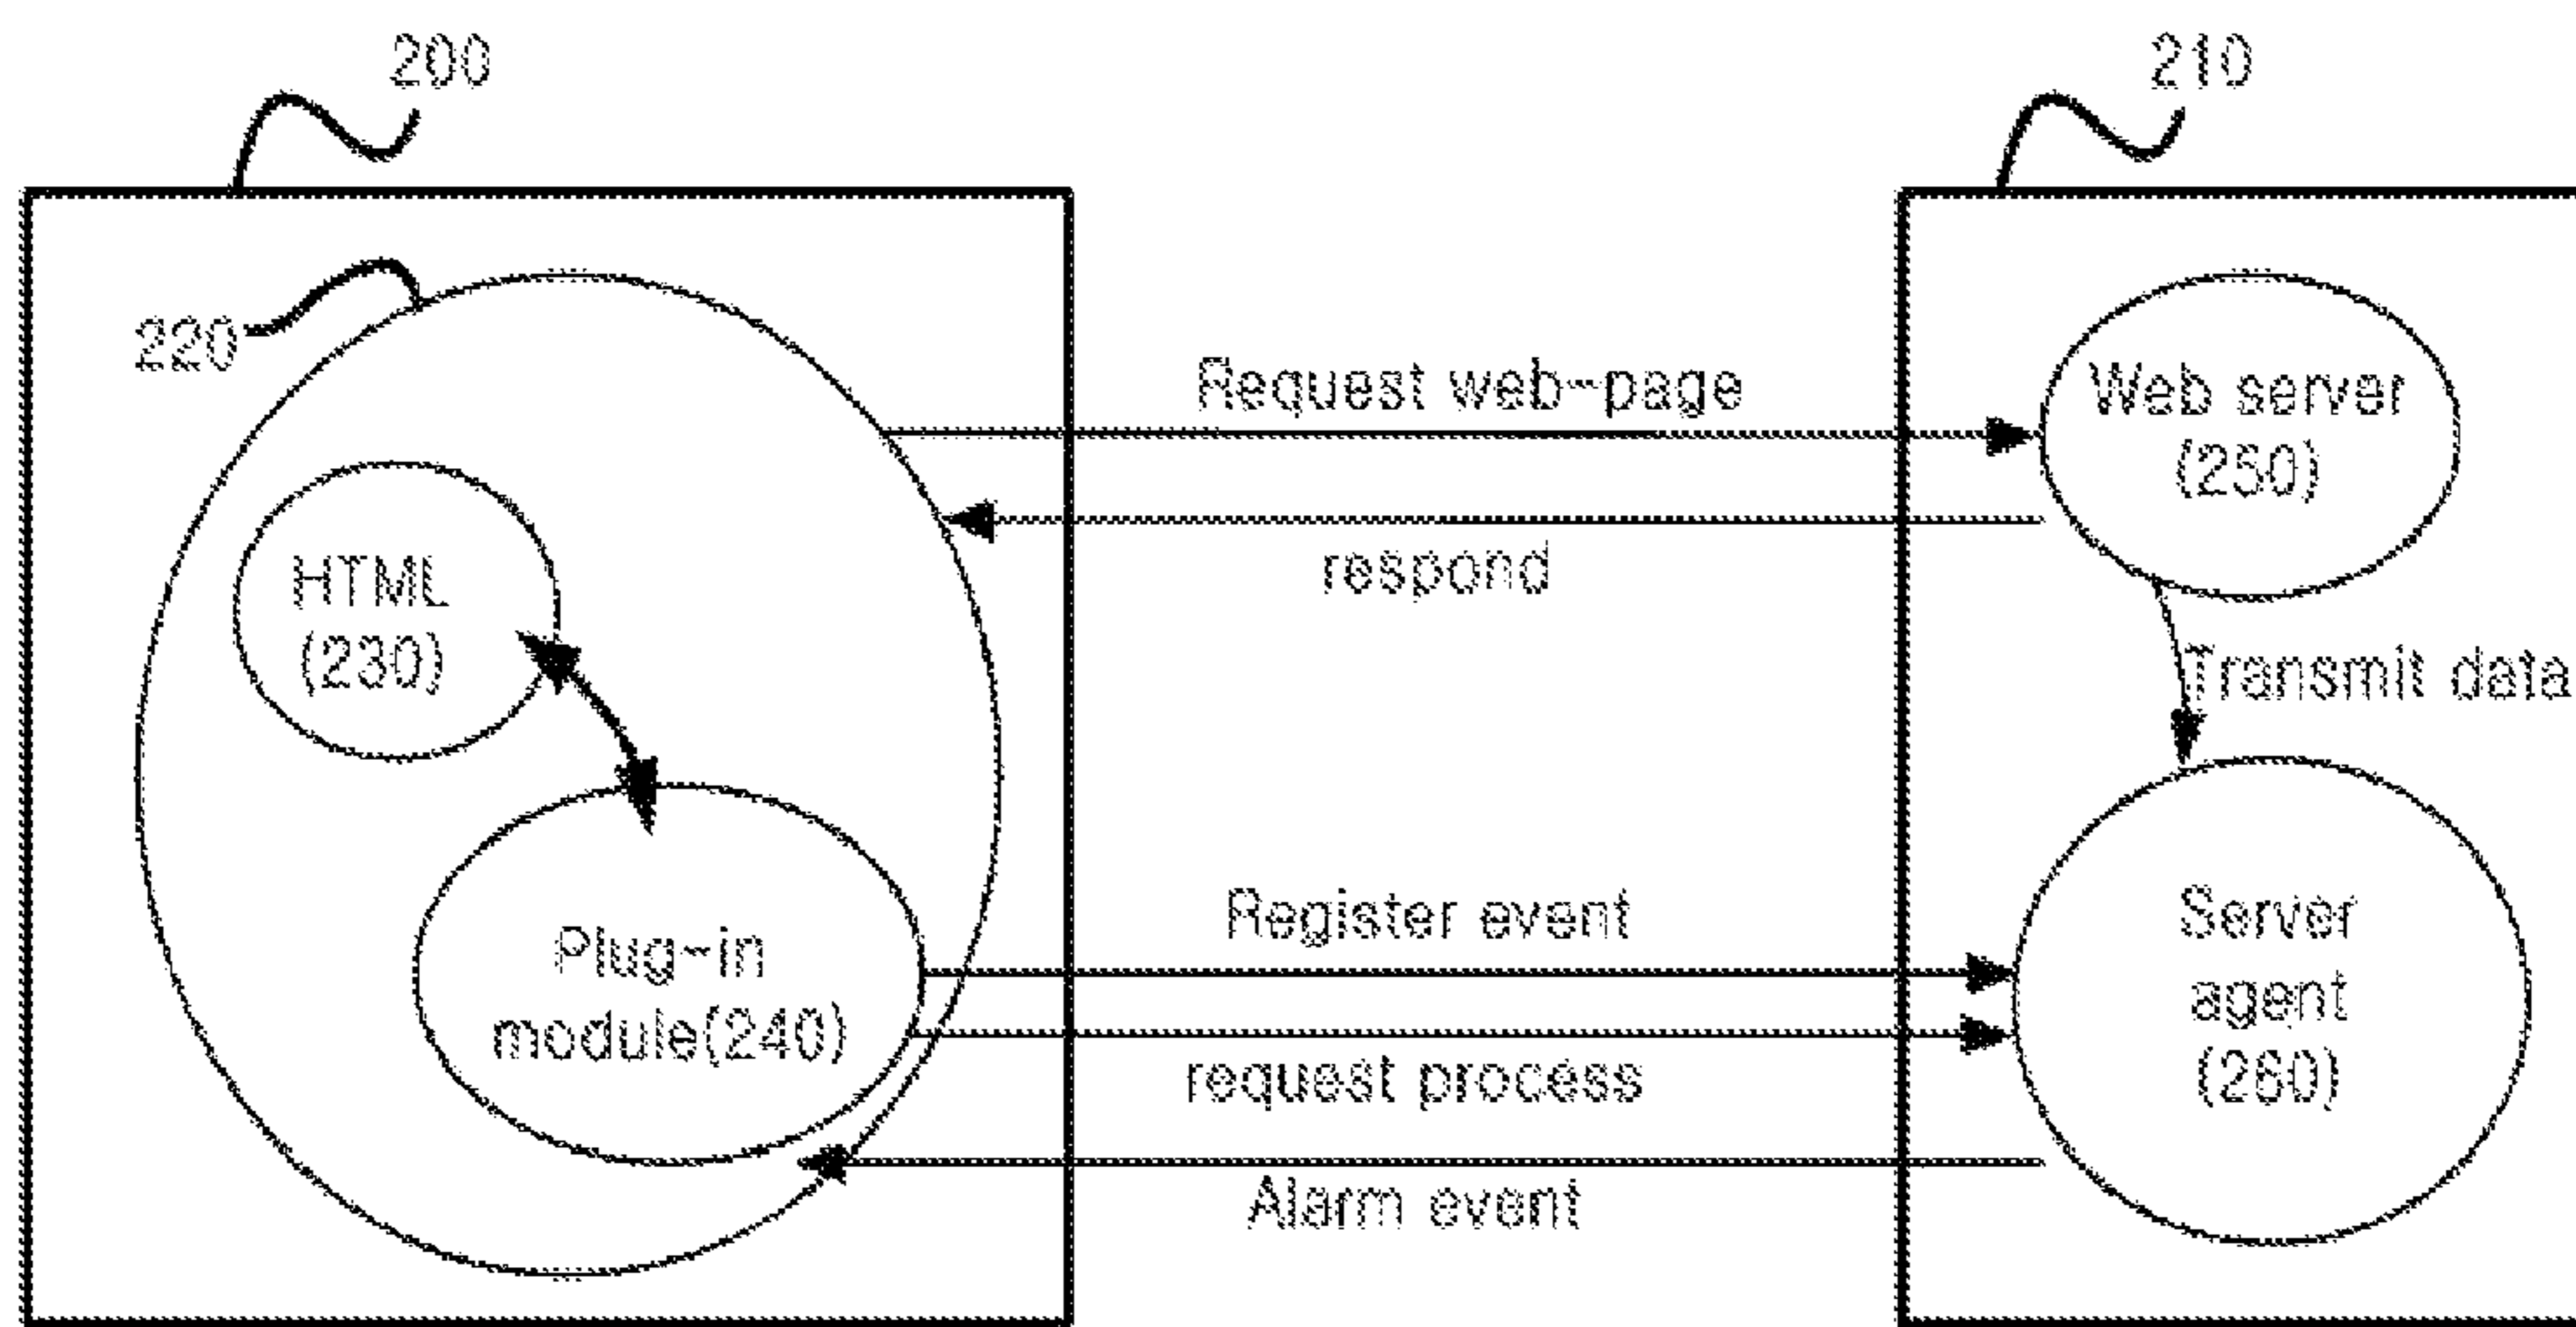 200
210
220
Request web-page
Web server
(250)
respond
HTML
(230)
Transmit data
Register event
Plug-in
module(240)
Server
agent
(260)
request process
Alarm event